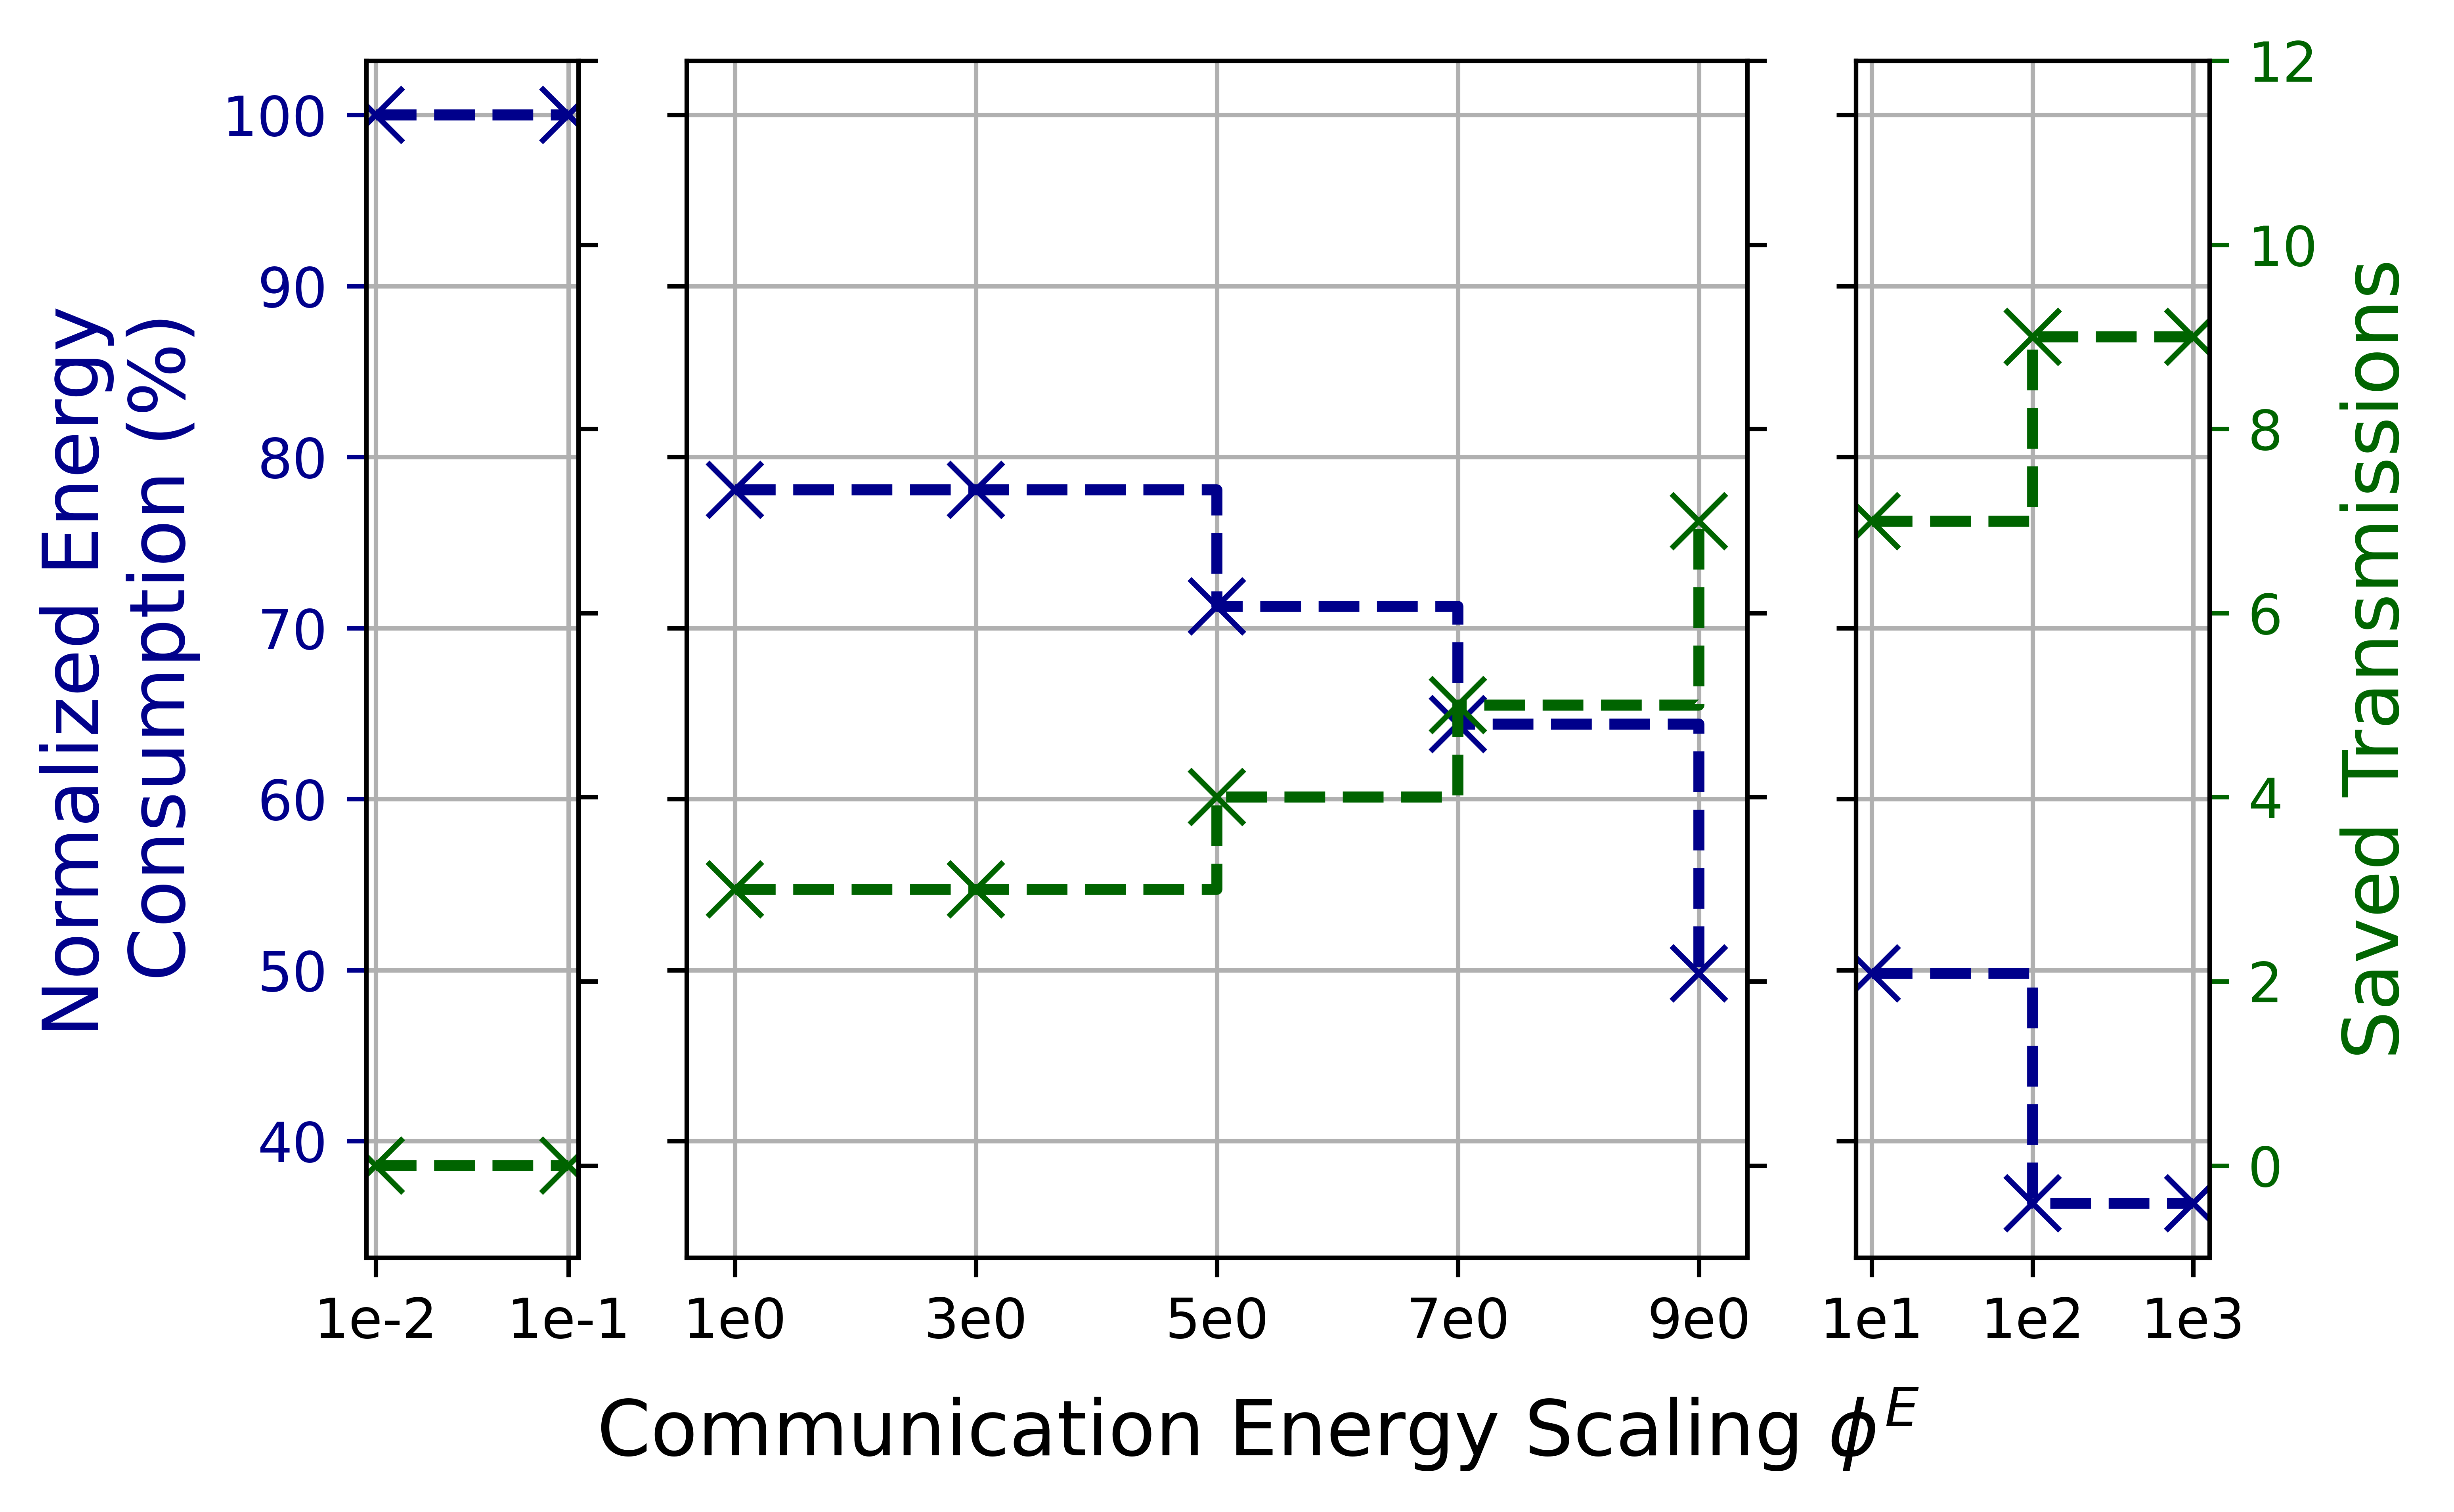 Normalized Energy
Consumption (%)
100
90
80
70
60
50
40
12
10
8
6
4
2
0
Saved Transmissions
1e-2 1e-1 1e0 3e0 5e0 7e0 9e0 1e1 1e2 1e3
Communication Energy Scaling ϕ^E